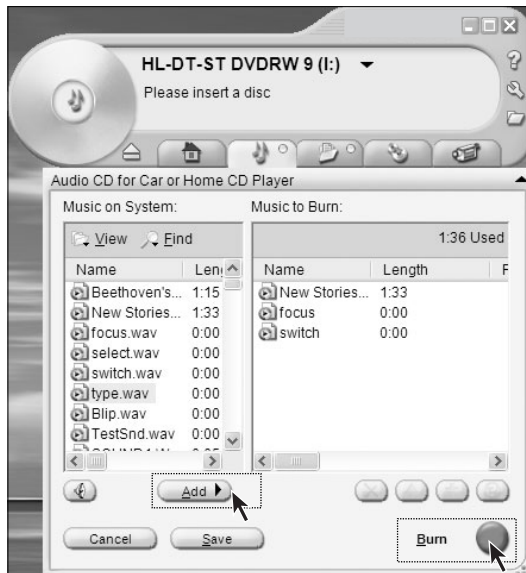 HL-DT-ST DVDRW 9 (I:)
Please insert a disc
Audio CD for Car or Home CD Player
Music on System:
Music to Burn:
View Find
1:36 Used
Name Leng
Name Length
Beethoven's... 1:15
New Stories... 1:33
focus.wav 0:00
select.wav 0:00
switch.wav 0:00
type.wav 0:00
Blip.wav 0:00
TestSnd.wav 0:00
New Stories... 1:33
focus 0:00
switch 0:00
Add
Cancel Save
Burn